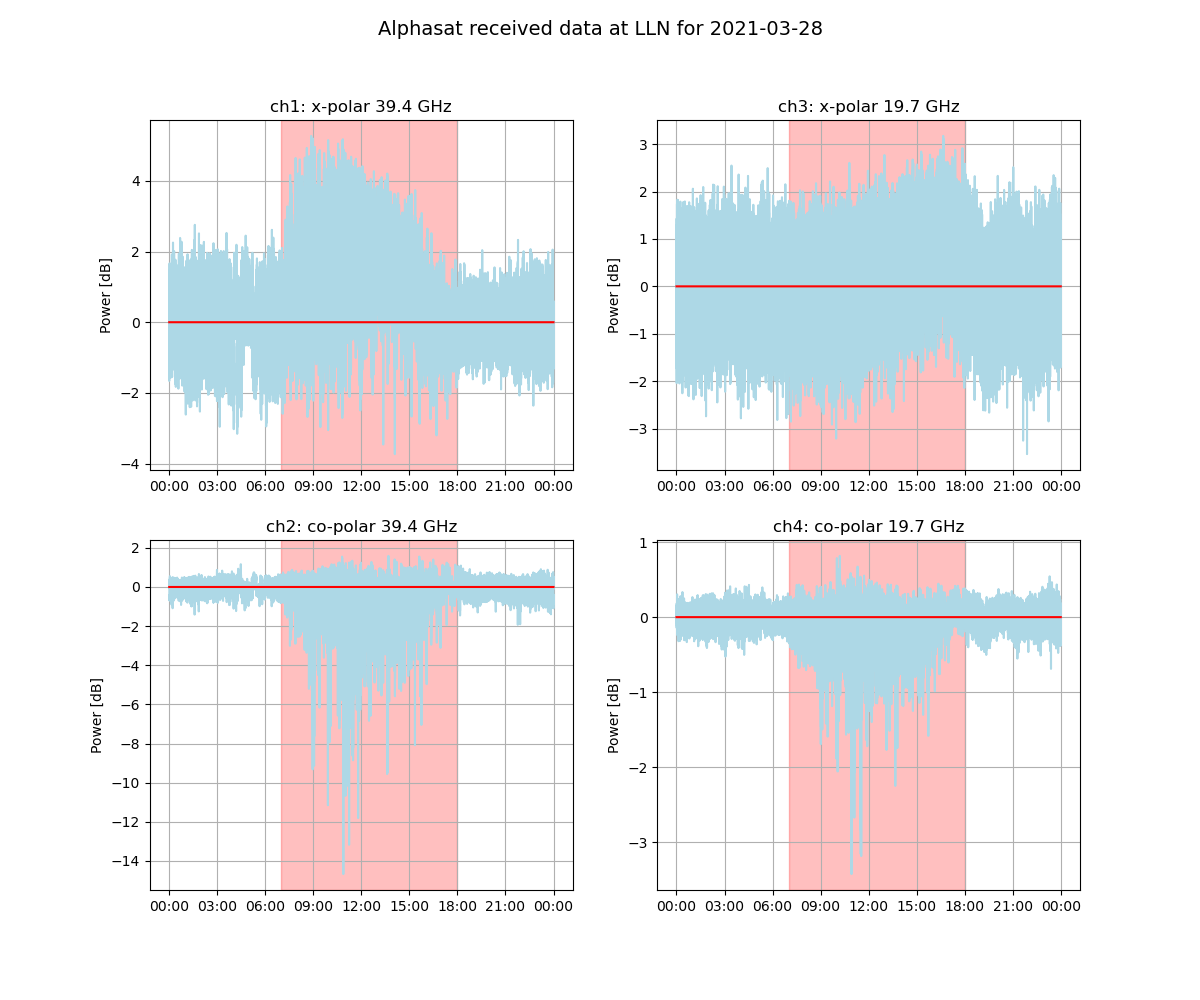 Alphasat received data at LLN for 2021-03-28
ch1: x-polar 39.4 GHz
Power [dB]
4
2
0
−2
−4
00:00 03:00 06:00 09:00 12:00 15:00 18:00 21:00 00:00
ch3: x-polar 19.7 GHz
Power [dB]
3
2
1
0
−1
−2
−3
00:00 03:00 06:00 09:00 12:00 15:00 18:00 21:00 00:00
ch2: co-polar 39.4 GHz
Power [dB]
2
0
−2
−4
−6
−8
−10
−12
−14
00:00 03:00 06:00 09:00 12:00 15:00 18:00 21:00 00:00
ch4: co-polar 19.7 GHz
Power [dB]
1
0
−1
−2
−3
00:00 03:00 06:00 09:00 12:00 15:00 18:00 21:00 00:00